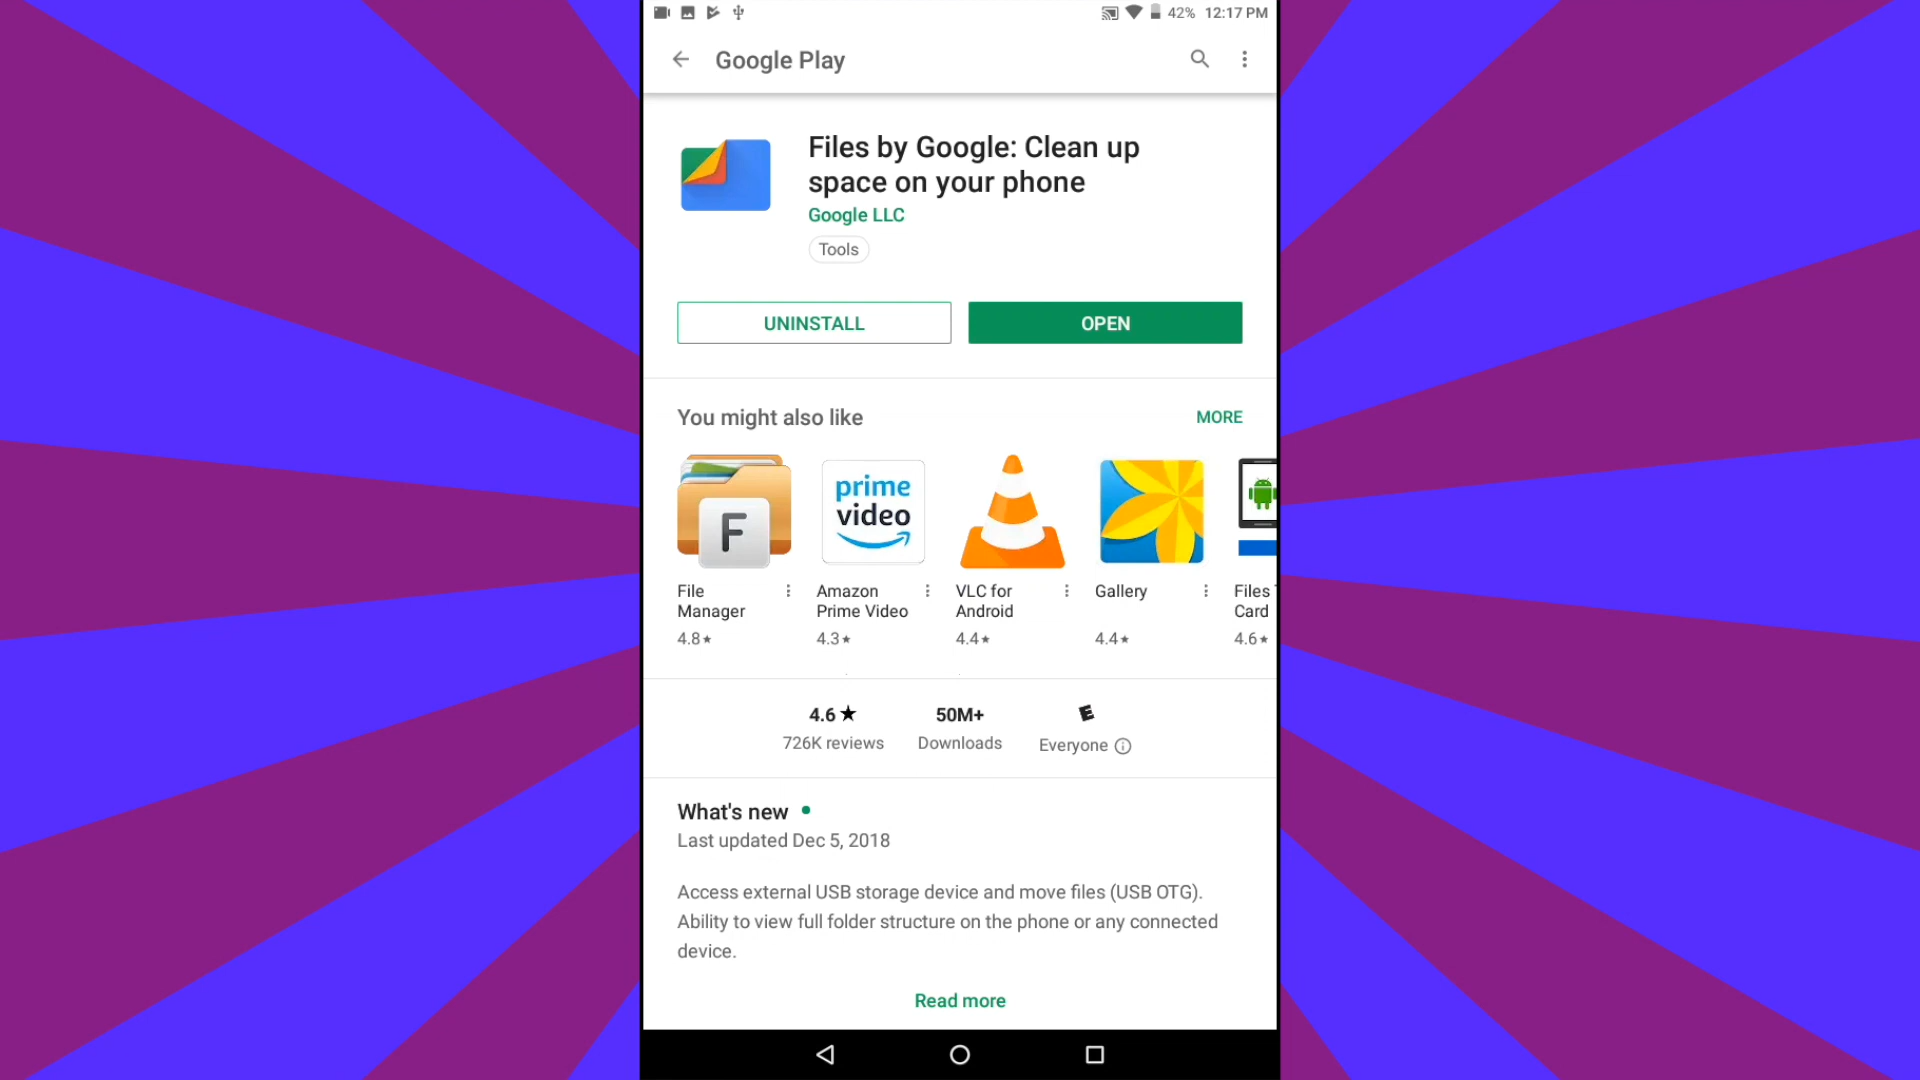 42% 12:17 PM
Google Play
Files by Google: Clean up
space on your phone
Google LLC
Tools
UNINSTALL OPEN
You might also like MORE
F
prime
video
File
Manager
4.8★
Amazon
Prime Video
4.3★
VLC for
Android
4.4★
Gallery
4.4★
Files
Card
4.6★
4.6 ★ 50M+ E
726K reviews Downloads Everyone
What's new
Last updated Dec 5, 2018
Access external USB storage device and move files (USB OTG).
Ability to view full folder structure on the phone or any connected
device.
Read more